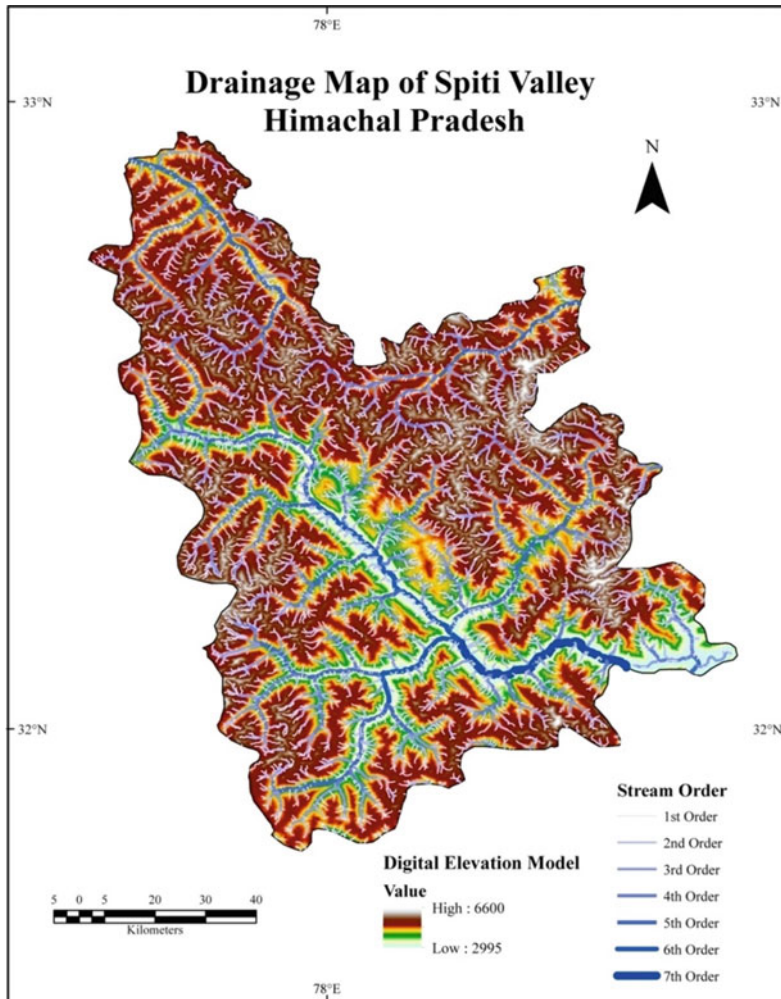 78°E
Drainage Map of Spiti Valley
Himachal Pradesh
33°N
33°N
N
32°N
32°N
Stream Order
1st Order
2nd Order
3rd Order
4th Order
5th Order
6th Order
7th Order
Digital Elevation Model
Value
High : 6600
Low : 2995
5 0 5 20 30 40
Kilometers
78°E